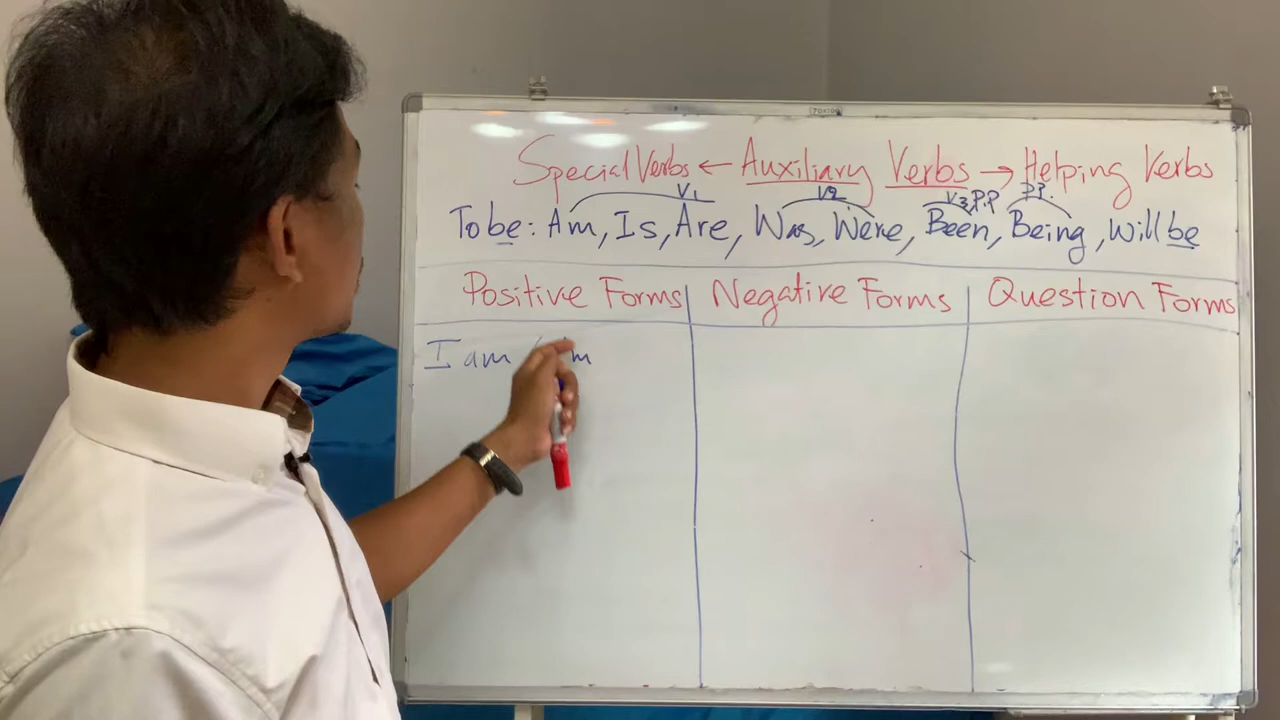 70x100
Special Verbs ← Auxiliary Verbs → Helping Verbs
V1 V2 V3, P.P P.P.
To be: Am, Is, Are, Was, Were, Been, Being, Will be
Positive Forms Negative Forms Question Forms
I am